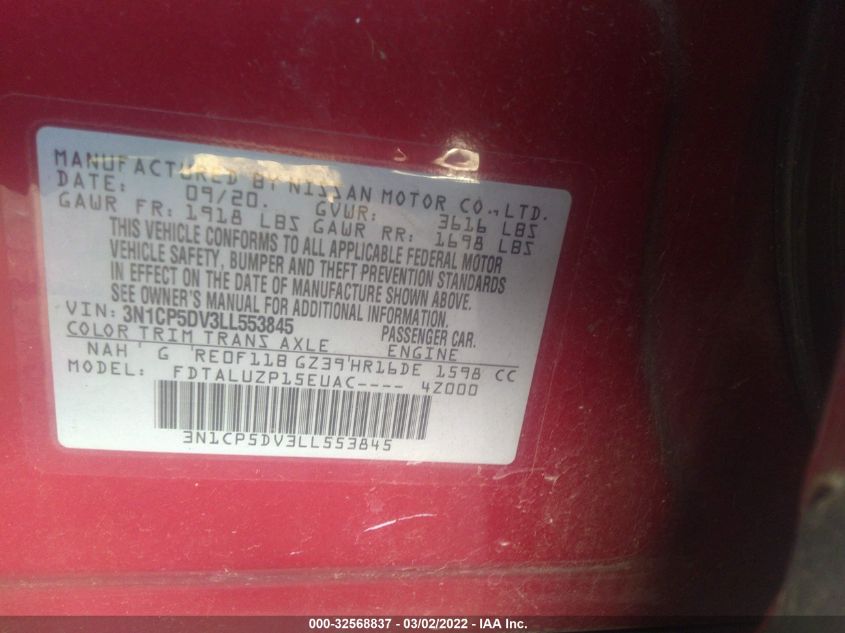 MANUFACTURED BY NISSAN MOTOR CO., LTD.
DATE: 09/20. GVWR: 3616 LBS
GAWR FR: 1918 LBS GAWR RR: 1698 LBS
THIS VEHICLE CONFORMS TO ALL APPLICABLE FEDERAL MOTOR
VEHICLE SAFETY, BUMPER AND THEFT PREVENTION STANDARDS
IN EFFECT ON THE DATE OF MANUFACTURE SHOWN ABOVE.
SEE OWNER'S MANUAL FOR ADDITIONAL INFORMATION.
VIN: 3N1CP5DV3LL553845 PASSENGER CAR.
COLOR TRIM TRANS AXLE ENGINE
NAH G RE0F11B GZ39 HR16DE 1598 CC
MODEL: FDTALUZP15EUAC---- 4Z000
3N1CP5DV3LL553845
000-32568837 - 03/02/2022 - IAA Inc.